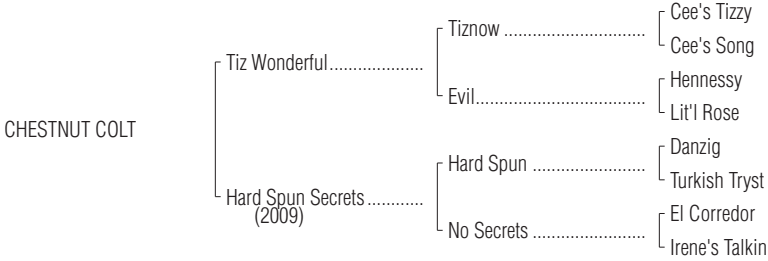 Cee's Tizzy
Tiznow ..............................
Cee's Song
Tiz Wonderful....................
Hennessy
Evil....................................
Lit'l Rose
CHESTNUT COLT
Danzig
Hard Spun ........................
Turkish Tryst
Hard Spun Secrets ............
(2009)
El Corredor
No Secrets ........................
Irene's Talkin